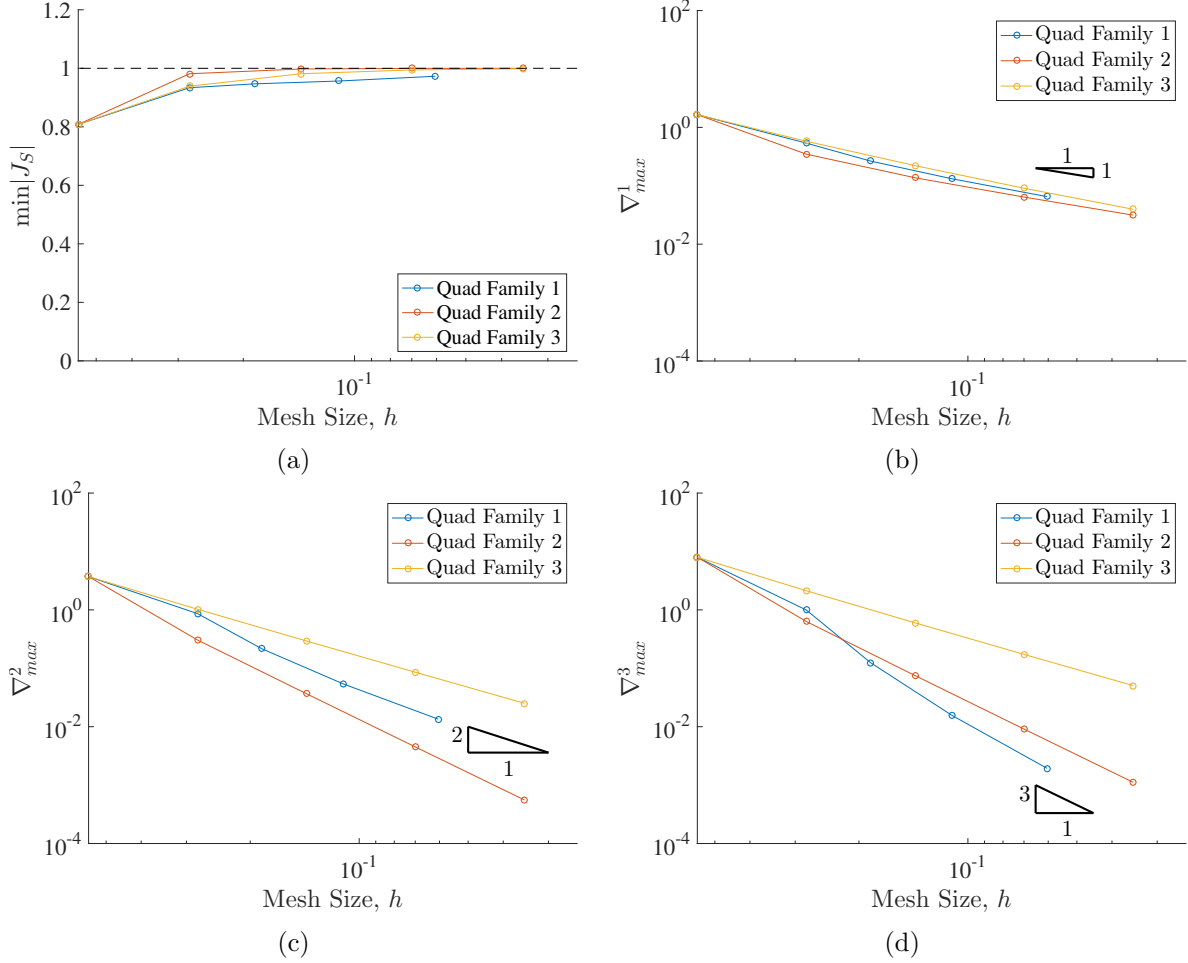 1.2
1
0.8
0.6
0.4
0.2
0
min|J_S|
Quad Family 1
Quad Family 2
Quad Family 3
10^-1
Mesh Size, h
(a)
10^2
10^0
10^-2
10^-4
∇^1_max
Quad Family 1
Quad Family 2
Quad Family 3
1
1
10^-1
Mesh Size, h
(b)
10^2
10^0
10^-2
10^-4
∇^2_max
Quad Family 1
Quad Family 2
Quad Family 3
2
1
10^-1
Mesh Size, h
(c)
10^2
10^0
10^-2
10^-4
∇^3_max
Quad Family 1
Quad Family 2
Quad Family 3
3
1
10^-1
Mesh Size, h
(d)